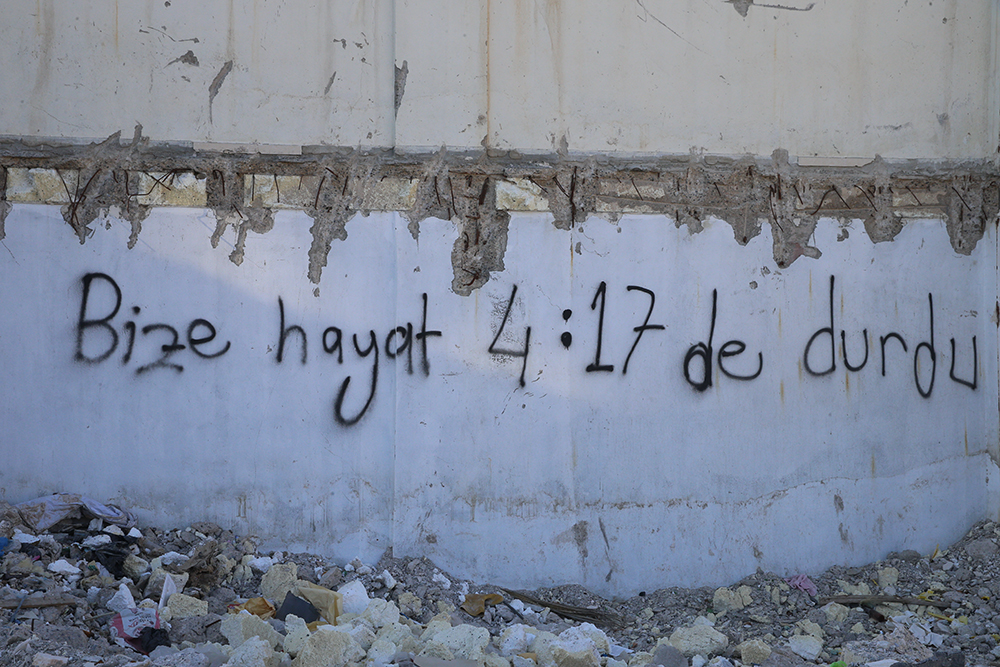 Bize hayat 4:17 de durdu